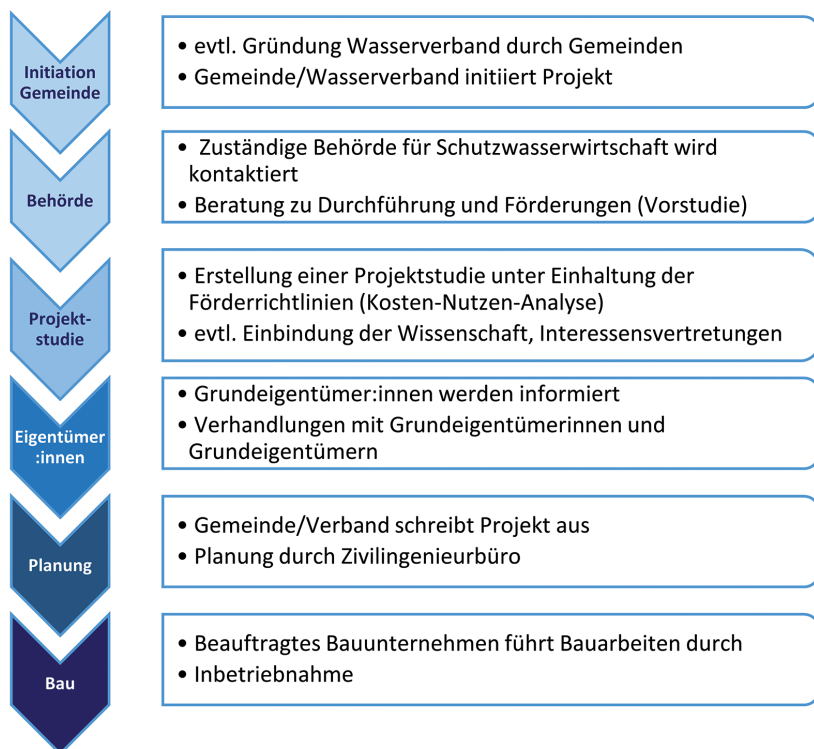 Initiation
Gemeinde
• evtl. Gründung Wasserverband durch Gemeinden
• Gemeinde/Wasserverband initiiert Projekt
Behörde
• Zuständige Behörde für Schutzwasserwirtschaft wird
kontaktiert
• Beratung zu Durchführung und Förderungen (Vorstudie)
Projekt-
studie
• Erstellung einer Projektstudie unter Einhaltung der
Förderrichtlinien (Kosten-Nutzen-Analyse)
• evtl. Einbindung der Wissenschaft, Interessensvertretungen
Eigentümer
:innen
• Grundeigentümer:innen werden informiert
• Verhandlungen mit Grundeigentümerinnen und
Grundeigentümern
Planung
• Gemeinde/Verband schreibt Projekt aus
• Planung durch Zivilingenieurbüro
Bau
• Beauftragtes Bauunternehmen führt Bauarbeiten durch
• Inbetriebnahme